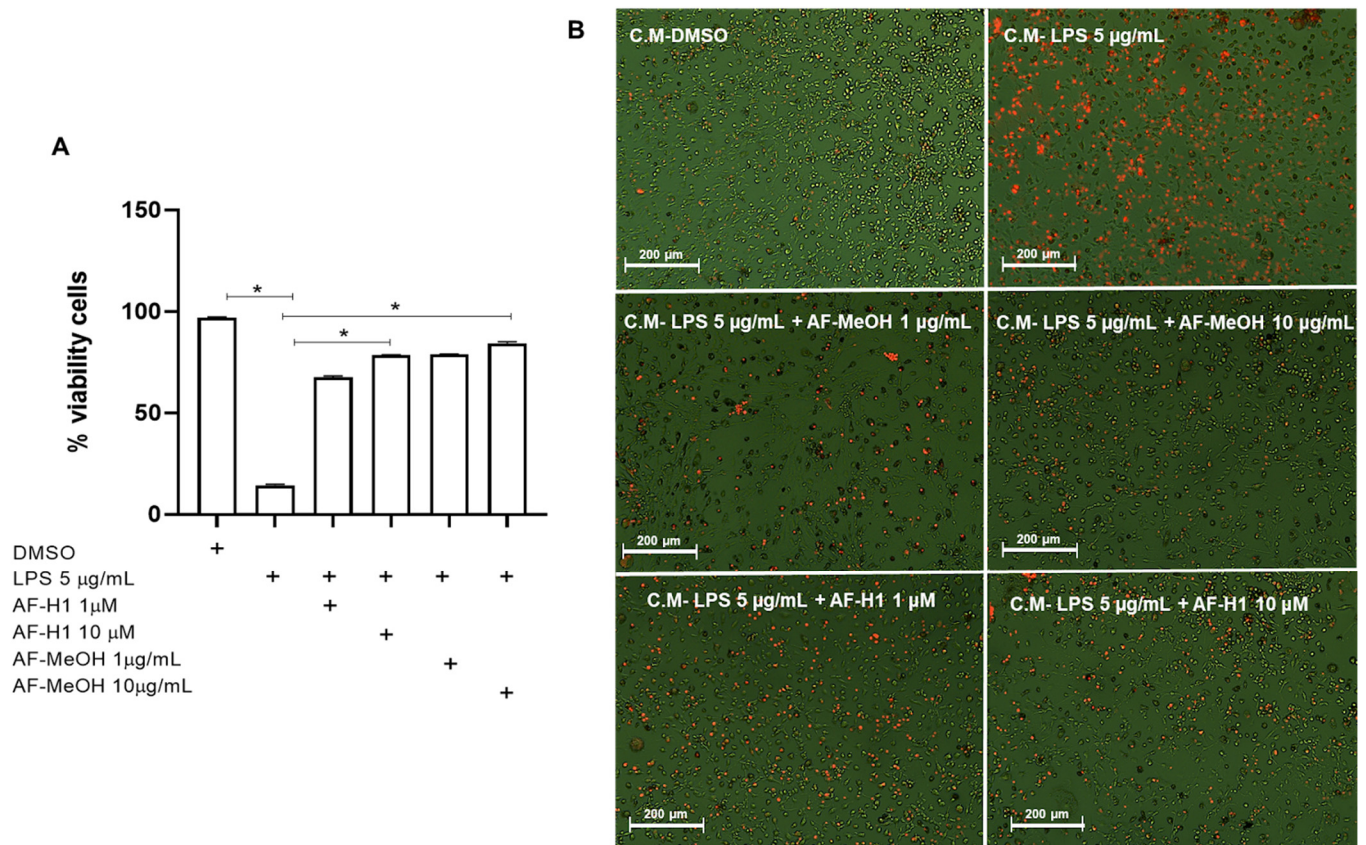 A
150
100
50
0
% viability cells
*
*
*
DMSO +
LPS 5 μg/mL + + + + +
AF-H1 1μM +
AF-H1 10 μM +
AF-MeOH 1μg/mL +
AF-MeOH 10μg/mL +
B
C.M-DMSO
200 μm
C.M- LPS 5 μg/mL
200 μm
C.M- LPS 5 μg/mL + AF-MeOH 1 μg/mL
200 μm
C.M- LPS 5 μg/mL + AF-MeOH 10 μg/mL
200 μm
C.M- LPS 5 μg/mL + AF-H1 1 μM
200 μm
C.M- LPS 5 μg/mL + AF-H1 10 μM
200 μm